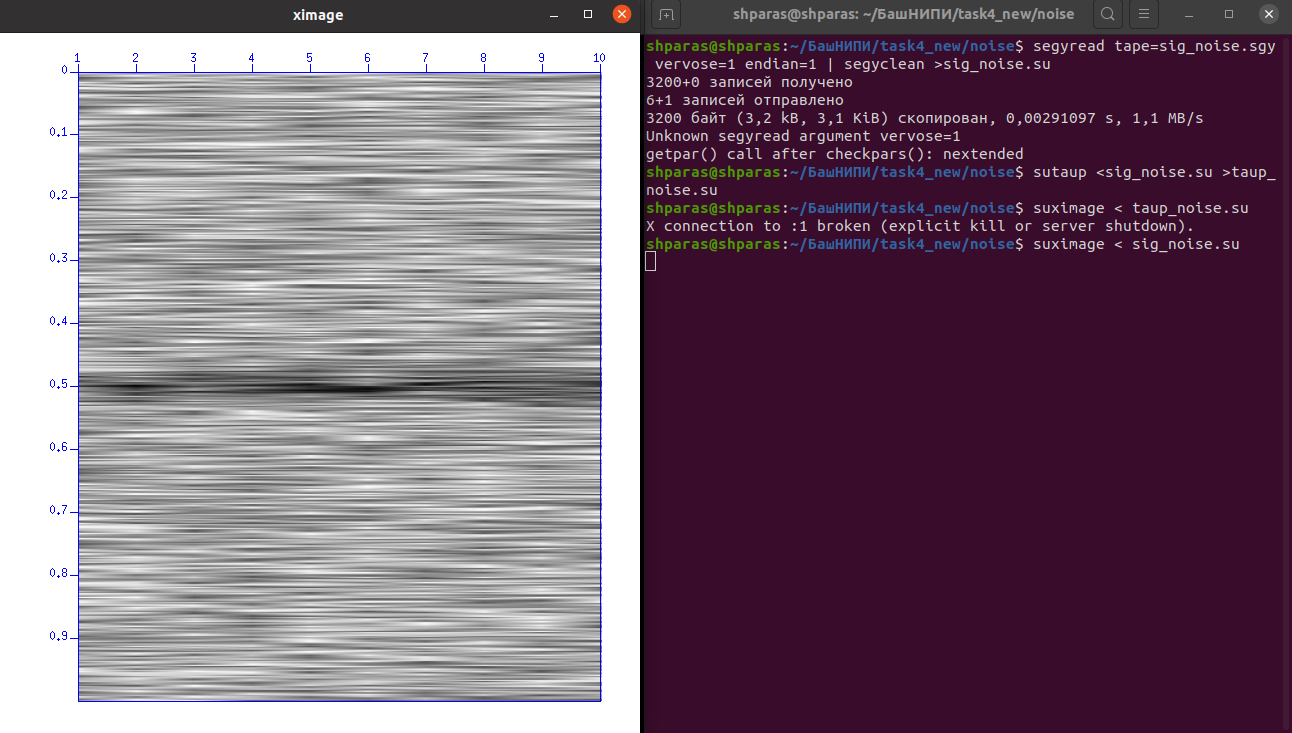 ximage
1 2 3 4 5 6 7 8 9 10
0
0.1
0.2
0.3
0.4
0.5
0.6
0.7
0.8
0.9
shparas@shparas: ~/БашНИПИ/task4_new/noise
shparas@shparas:~/БашНИПИ/task4_new/noise$ segyread tape=sig_noise.sgy
vervose=1 endian=1 | segyclean >sig_noise.su
3200+0 записей получено
6+1 записей отправлено
3200 байт (3,2 kB, 3,1 KiB) скопирован, 0,00291097 s, 1,1 MB/s
Unknown segyread argument vervose=1
getpar() call after checkpars(): nextended
shparas@shparas:~/БашНИПИ/task4_new/noise$ sutaup <sig_noise.su >taup_
noise.su
shparas@shparas:~/БашНИПИ/task4_new/noise$ suximage < taup_noise.su
X connection to :1 broken (explicit kill or server shutdown).
shparas@shparas:~/БашНИПИ/task4_new/noise$ suximage < sig_noise.su